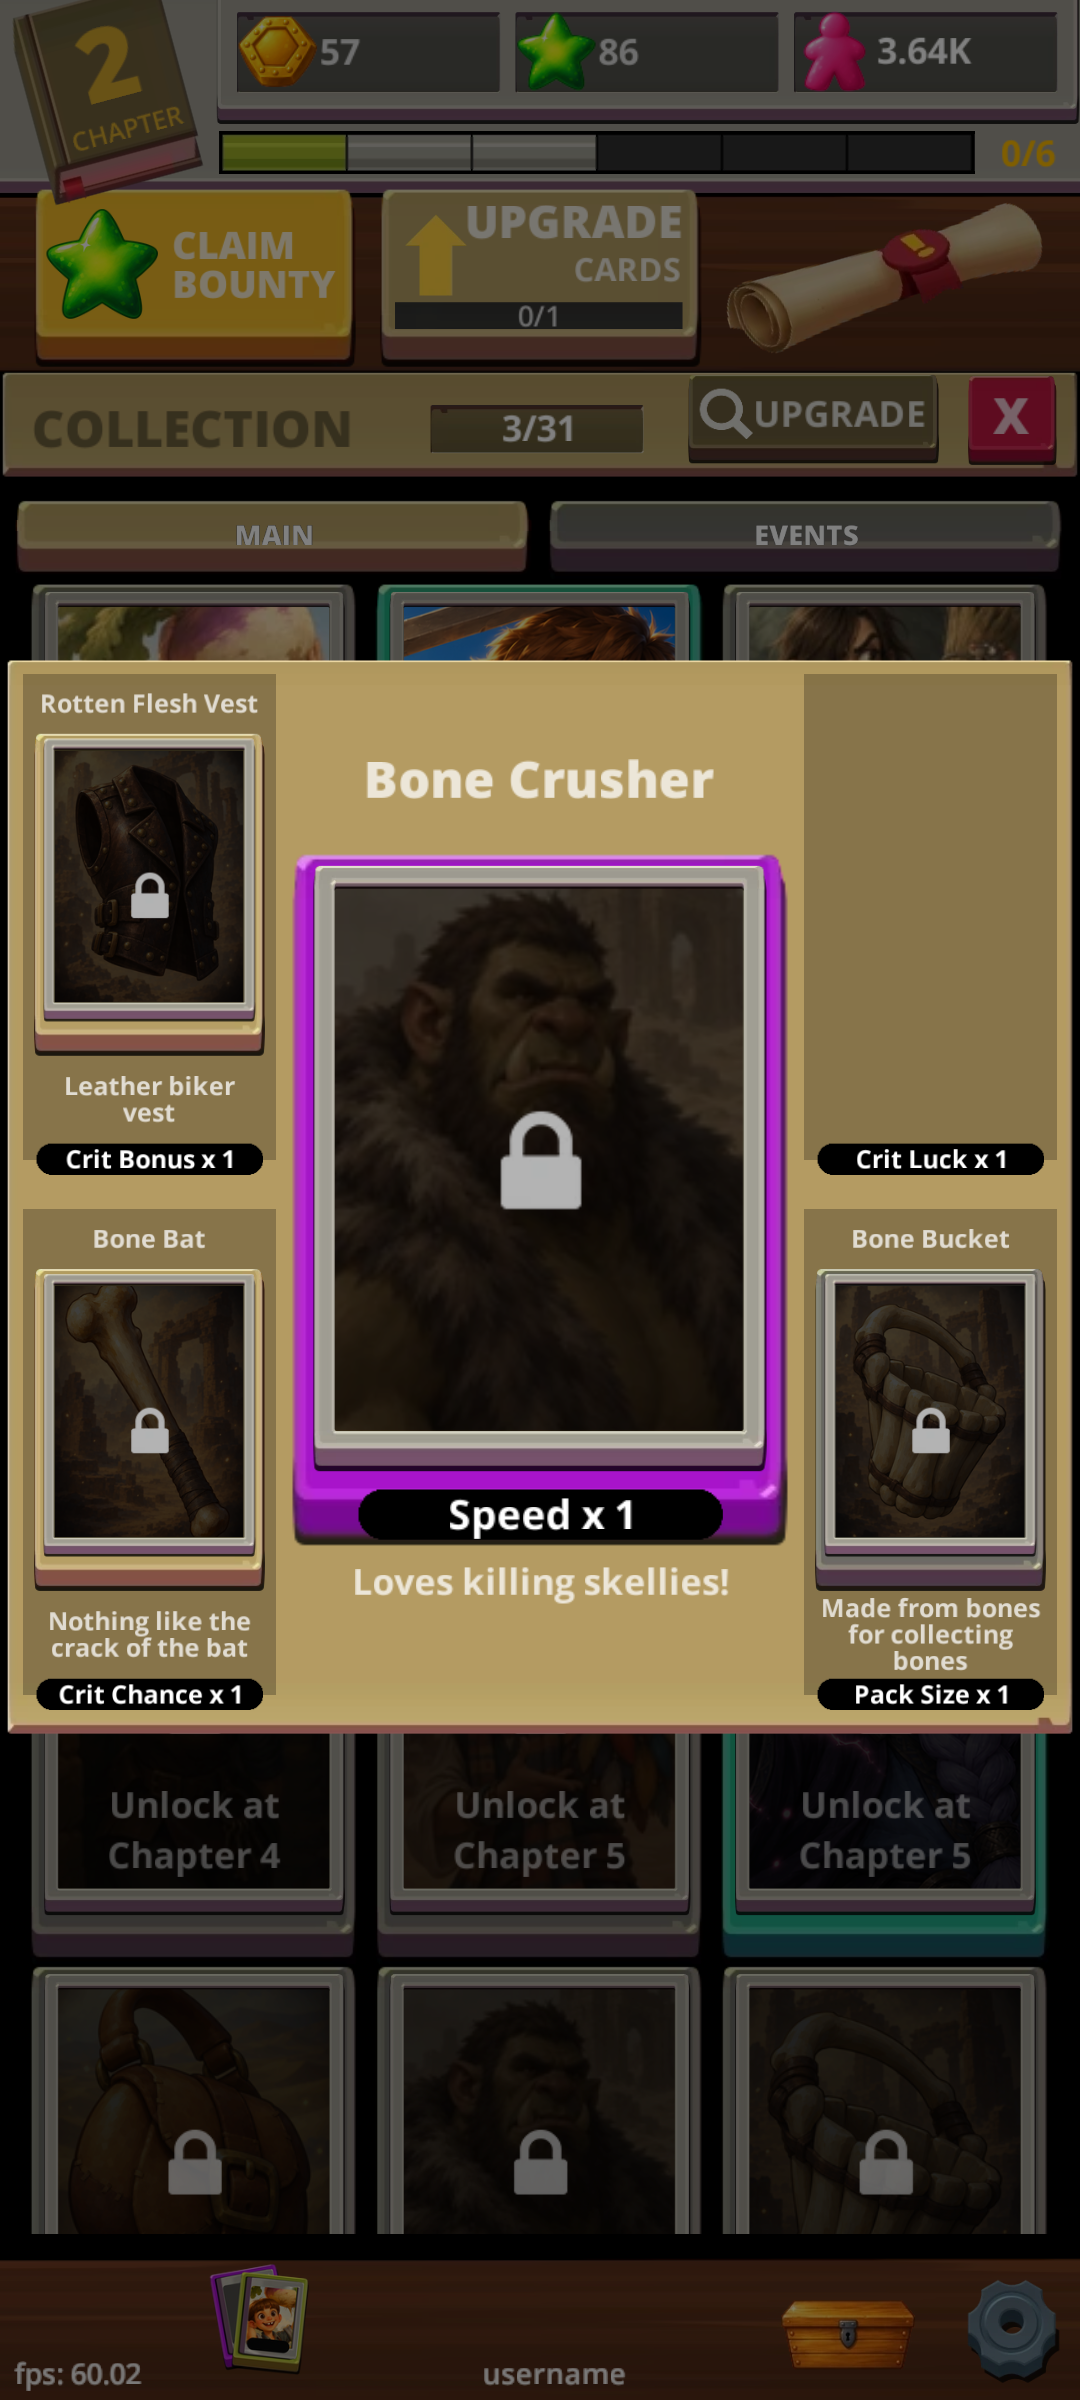 2
CHAPTER
57
86
3.64K
0/6
CLAIM
BOUNTY
UPGRADE
CARDS
0/1
COLLECTION
3/31
UPGRADE
X
MAIN
EVENTS
Rotten Flesh Vest
Leather biker
vest
Crit Bonus x 1
Bone Bat
Nothing like the
crack of the bat
Crit Chance x 1
Bone Crusher
Speed x 1
Loves killing skellies!
Crit Luck x 1
Bone Bucket
Made from bones
for collecting
bones
Pack Size x 1
Unlock at
Chapter 4
Unlock at
Chapter 5
Unlock at
Chapter 5
fps: 60.02
username